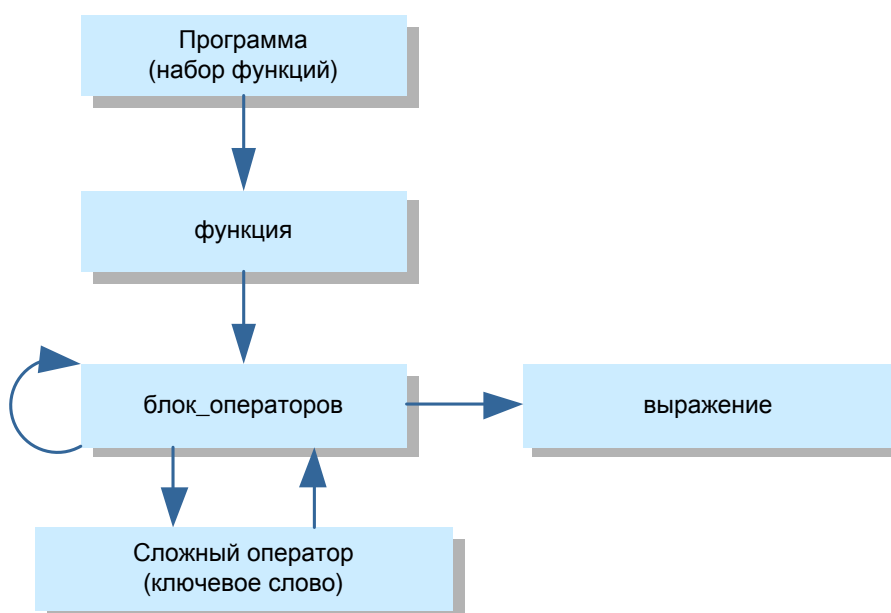 Программа
(набор функций)
функция
блок_операторов
выражение
Сложный оператор
(ключевое слово)